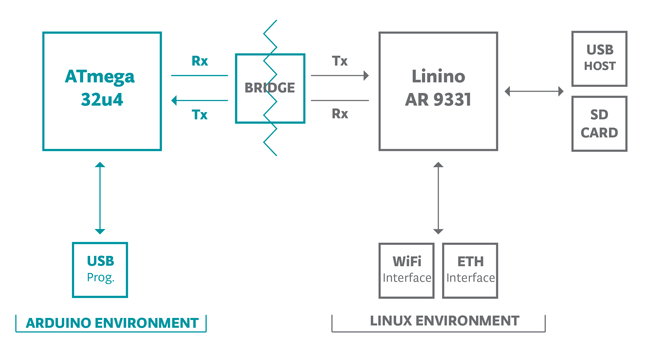 ATmega
32u4
Rx
Tx
BRIDGE
Tx
Rx
Linino
AR 9331
USB
HOST
SD
CARD
USB
Prog.
WiFi
Interface
ETH
Interface
ARDUINO ENVIRONMENT
LINUX ENVIRONMENT